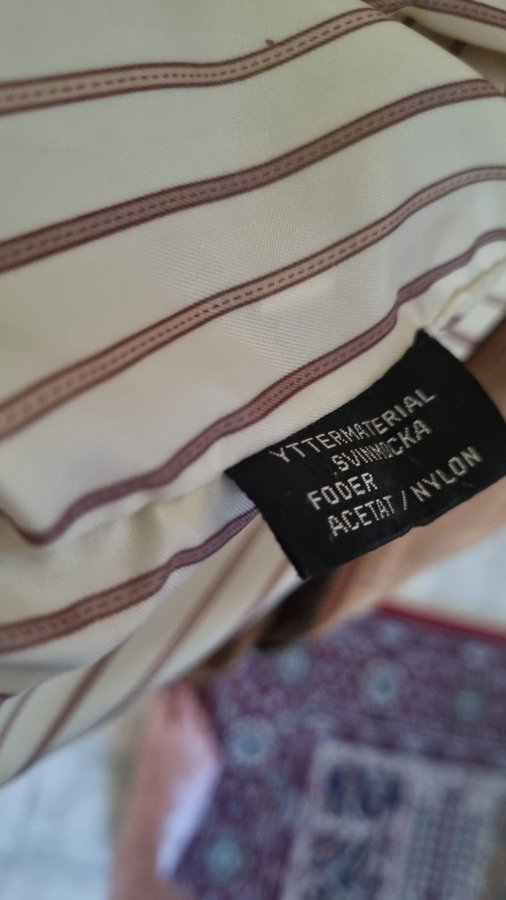 YTTERMATERIAL
SVINMOCKA
FODER
ACETAT / NYLON